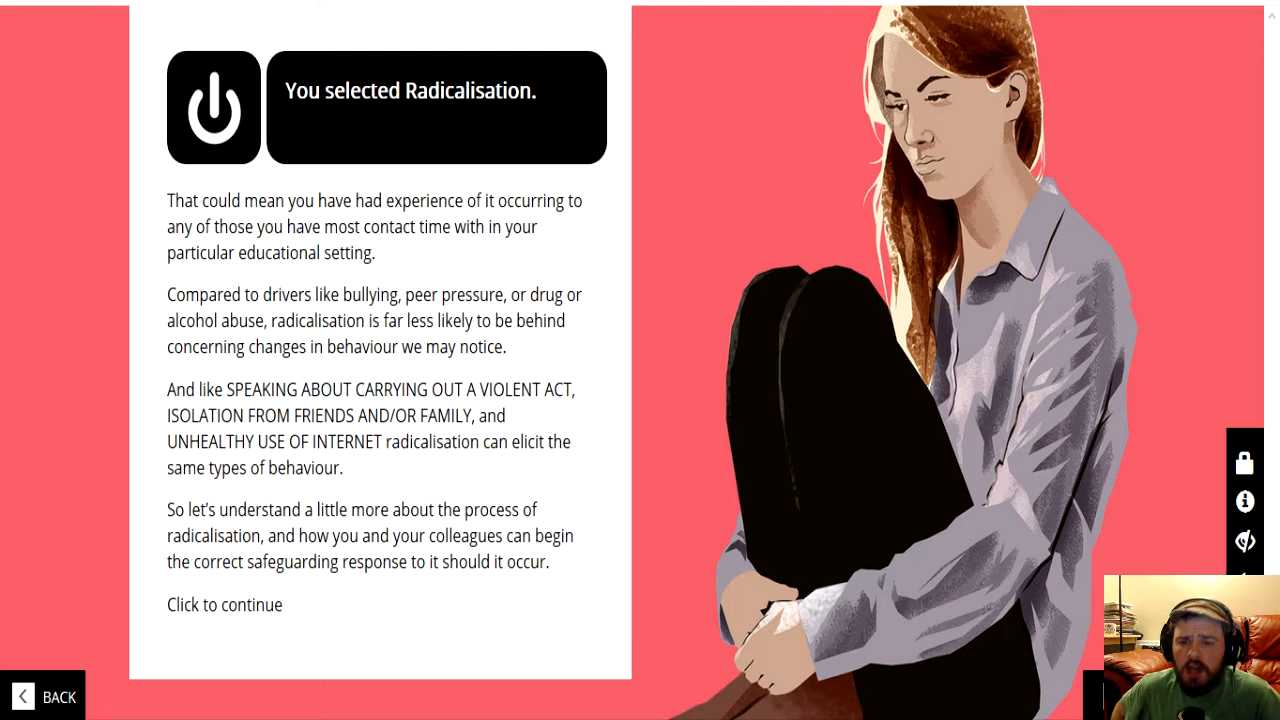 You selected Radicalisation.
That could mean you have had experience of it occurring to
any of those you have most contact time with in your
particular educational setting.
Compared to drivers like bullying, peer pressure, or drug or
alcohol abuse, radicalisation is far less likely to be behind
concerning changes in behaviour we may notice.
And like SPEAKING ABOUT CARRYING OUT A VIOLENT ACT,
ISOLATION FROM FRIENDS AND/OR FAMILY, and
UNHEALTHY USE OF INTERNET radicalisation can elicit the
same types of behaviour.
So let’s understand a little more about the process of
radicalisation, and how you and your colleagues can begin
the correct safeguarding response to it should it occur.
Click to continue
BACK